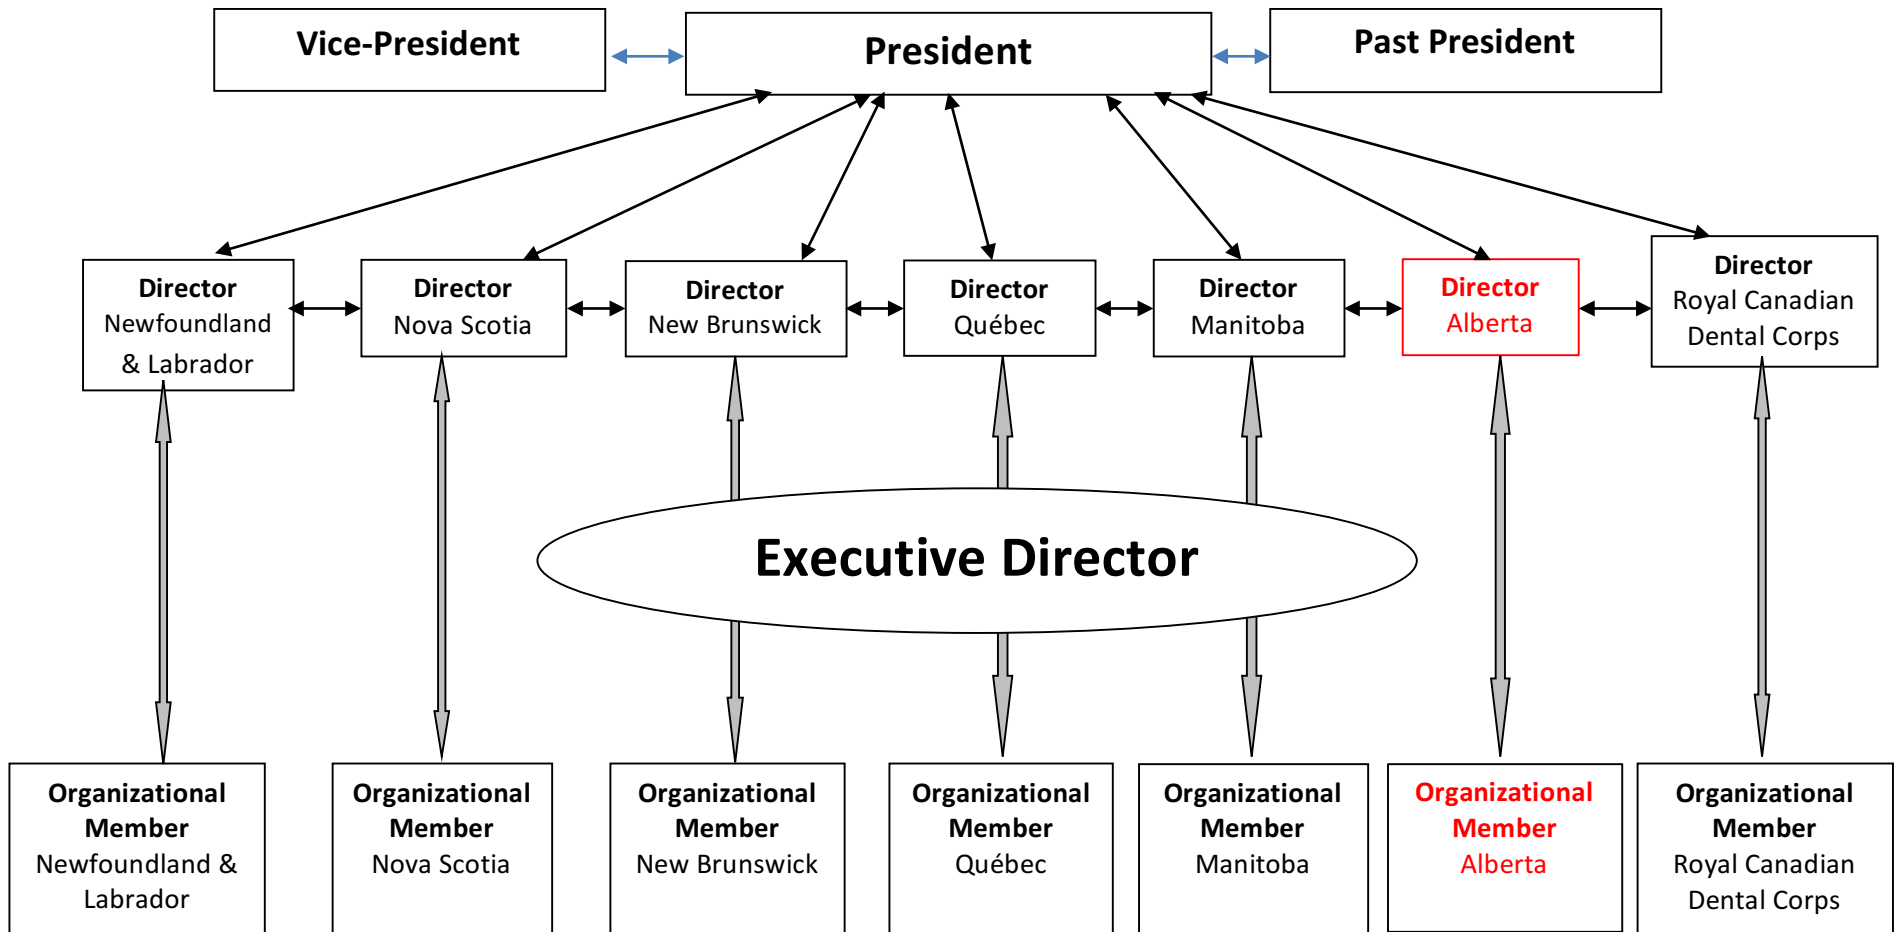 Vice-President
President
Past President
Director
Newfoundland
& Labrador
Director
Nova Scotia
Director
New Brunswick
Director
Québec
Director
Manitoba
Director
Alberta
Director
Royal Canadian
Dental Corps
Executive Director
Organizational
Member
Newfoundland &
Labrador
Organizational
Member
Nova Scotia
Organizational
Member
New Brunswick
Organizational
Member
Québec
Organizational
Member
Manitoba
Organizational
Member
Alberta
Organizational
Member
Royal Canadian
Dental Corps